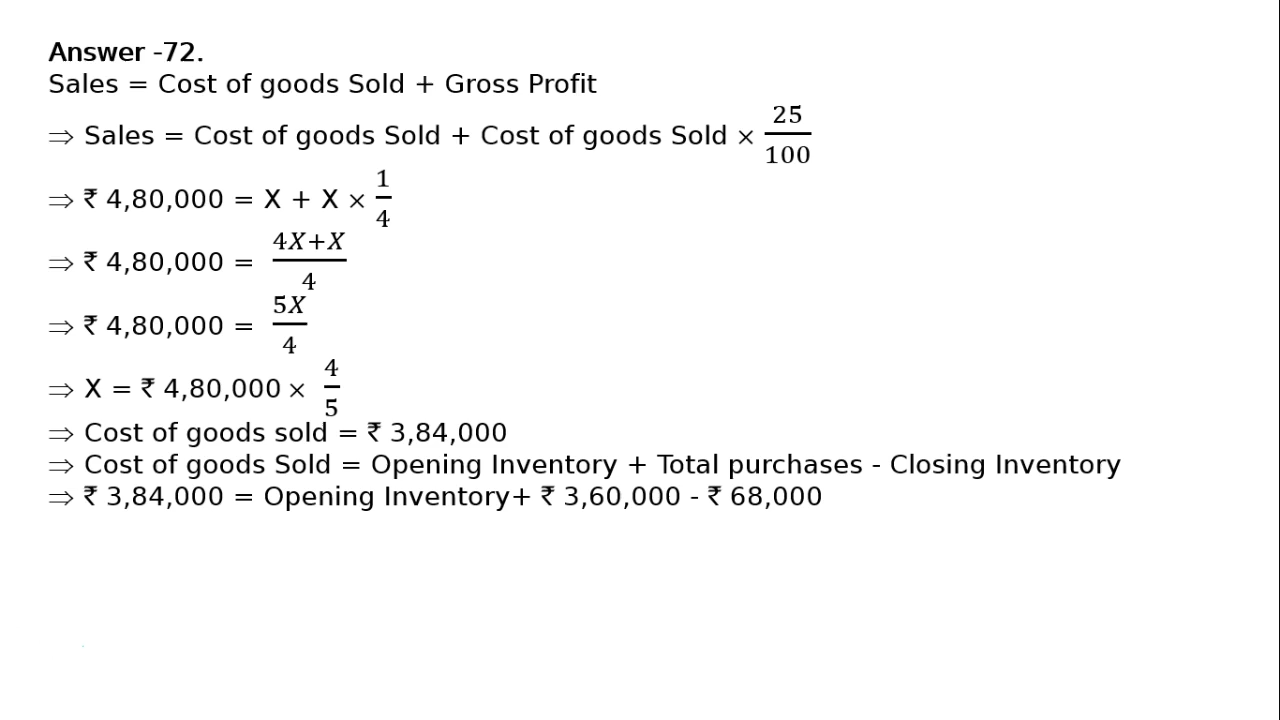 Answer -72.
Sales = Cost of goods Sold + Gross Profit
⇒ Sales = Cost of goods Sold + Cost of goods Sold × 25/100
⇒ ₹ 4,80,000 = X + X × 1/4
⇒ ₹ 4,80,000 = 4X+X/4
⇒ ₹ 4,80,000 = 5X/4
⇒ X = ₹ 4,80,000 × 4/5
⇒ Cost of goods sold = ₹ 3,84,000
⇒ Cost of goods Sold = Opening Inventory + Total purchases - Closing Inventory
⇒ ₹ 3,84,000 = Opening Inventory+ ₹ 3,60,000 - ₹ 68,000